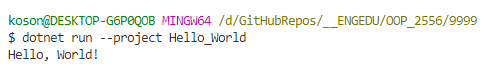 koson@DESKTOP-G6P0QOB MINGW64 /d/GitHubRepos/__ENGEDU/OOP_2556/9999
$ dotnet run --project Hello_World
Hello, World!